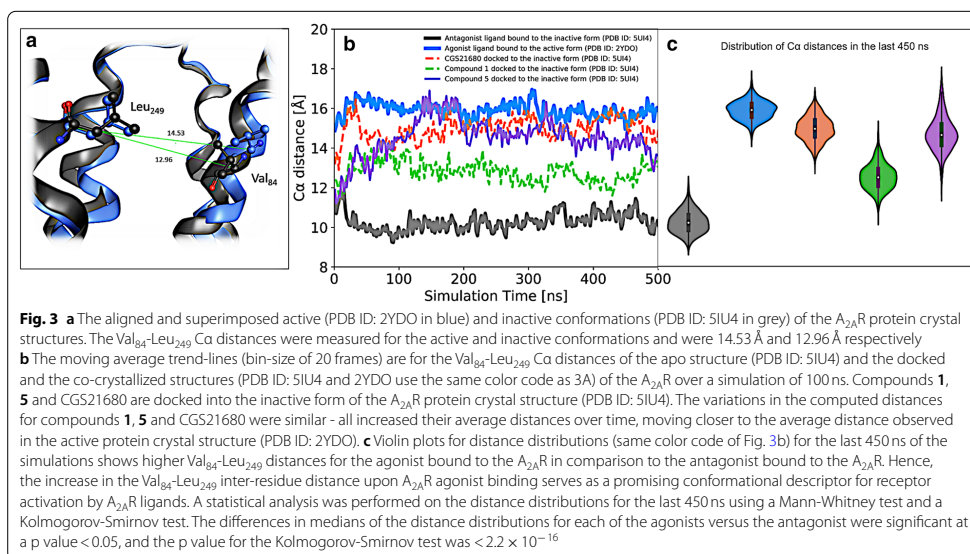 a
Leu249
14.53
12.96
Val84
b
Antagonist ligand bound to the inactive form (PDB ID: 5UI4)
Agonist ligand bound to the active form (PDB ID: 2YDO)
CGS21680 docked to the inactive form (PDB ID: 5UI4)
Compound 1 docked to the inactive form (PDB ID: 5UI4)
Compound 5 docked to the inactive form (PDB ID: 5UI4)
Cα distance [Å]
20
18
16
14
12
10
8
0
100
200
300
400
500
Simulation Time [ns]
c
Distribution of Cα distances in the last 450 ns
Fig. 3 a The aligned and superimposed active (PDB ID: 2YDO in blue) and inactive conformations (PDB ID: 5IU4 in grey) of the A2AR protein crystal
structures. The Val84-Leu249 Cα distances were measured for the active and inactive conformations and were 14.53 Å and 12.96 Å respectively
b The moving average trend-lines (bin-size of 20 frames) are for the Val84-Leu249 Cα distances of the apo structure (PDB ID: 5IU4) and the docked
and the co-crystallized structures (PDB ID: 5IU4 and 2YDO use the same color code as 3A) of the A2AR over a simulation of 100 ns. Compounds 1,
5 and CGS21680 are docked into the inactive form of the A2AR protein crystal structure (PDB ID: 5IU4). The variations in the computed distances
for compounds 1, 5 and CGS21680 were similar - all increased their average distances over time, moving closer to the average distance observed
in the active protein crystal structure (PDB ID: 2YDO). c Violin plots for distance distributions (same color code of Fig. 3b) for the last 450 ns of the
simulations shows higher Val84-Leu249 distances for the agonist bound to the A2AR in comparison to the antagonist bound to the A2AR. Hence,
the increase in the Val84-Leu249 inter-residue distance upon A2AR agonist binding serves as a promising conformational descriptor for receptor
activation by A2AR ligands. A statistical analysis was performed on the distance distributions for the last 450 ns using a Mann-Whitney test and a
Kolmogorov-Smirnov test. The differences in medians of the distance distributions for each of the agonists versus the antagonist were significant at
a p value < 0.05, and the p value for the Kolmogorov-Smirnov test was < 2.2 × 10−16